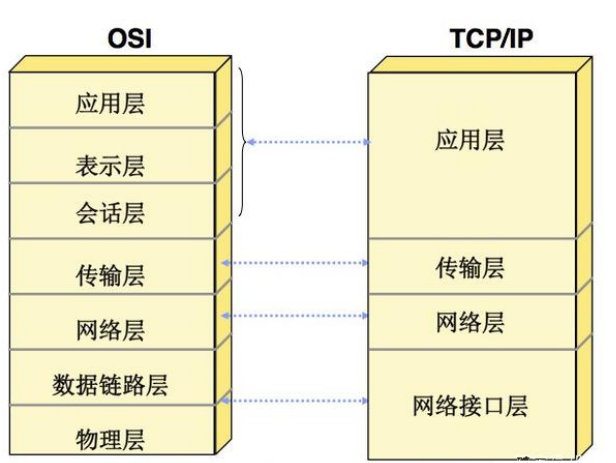 OSI
应用层
表示层
会话层
传输层
网络层
数据链路层
物理层
TCP/IP
应用层
传输层
网络层
网络接口层